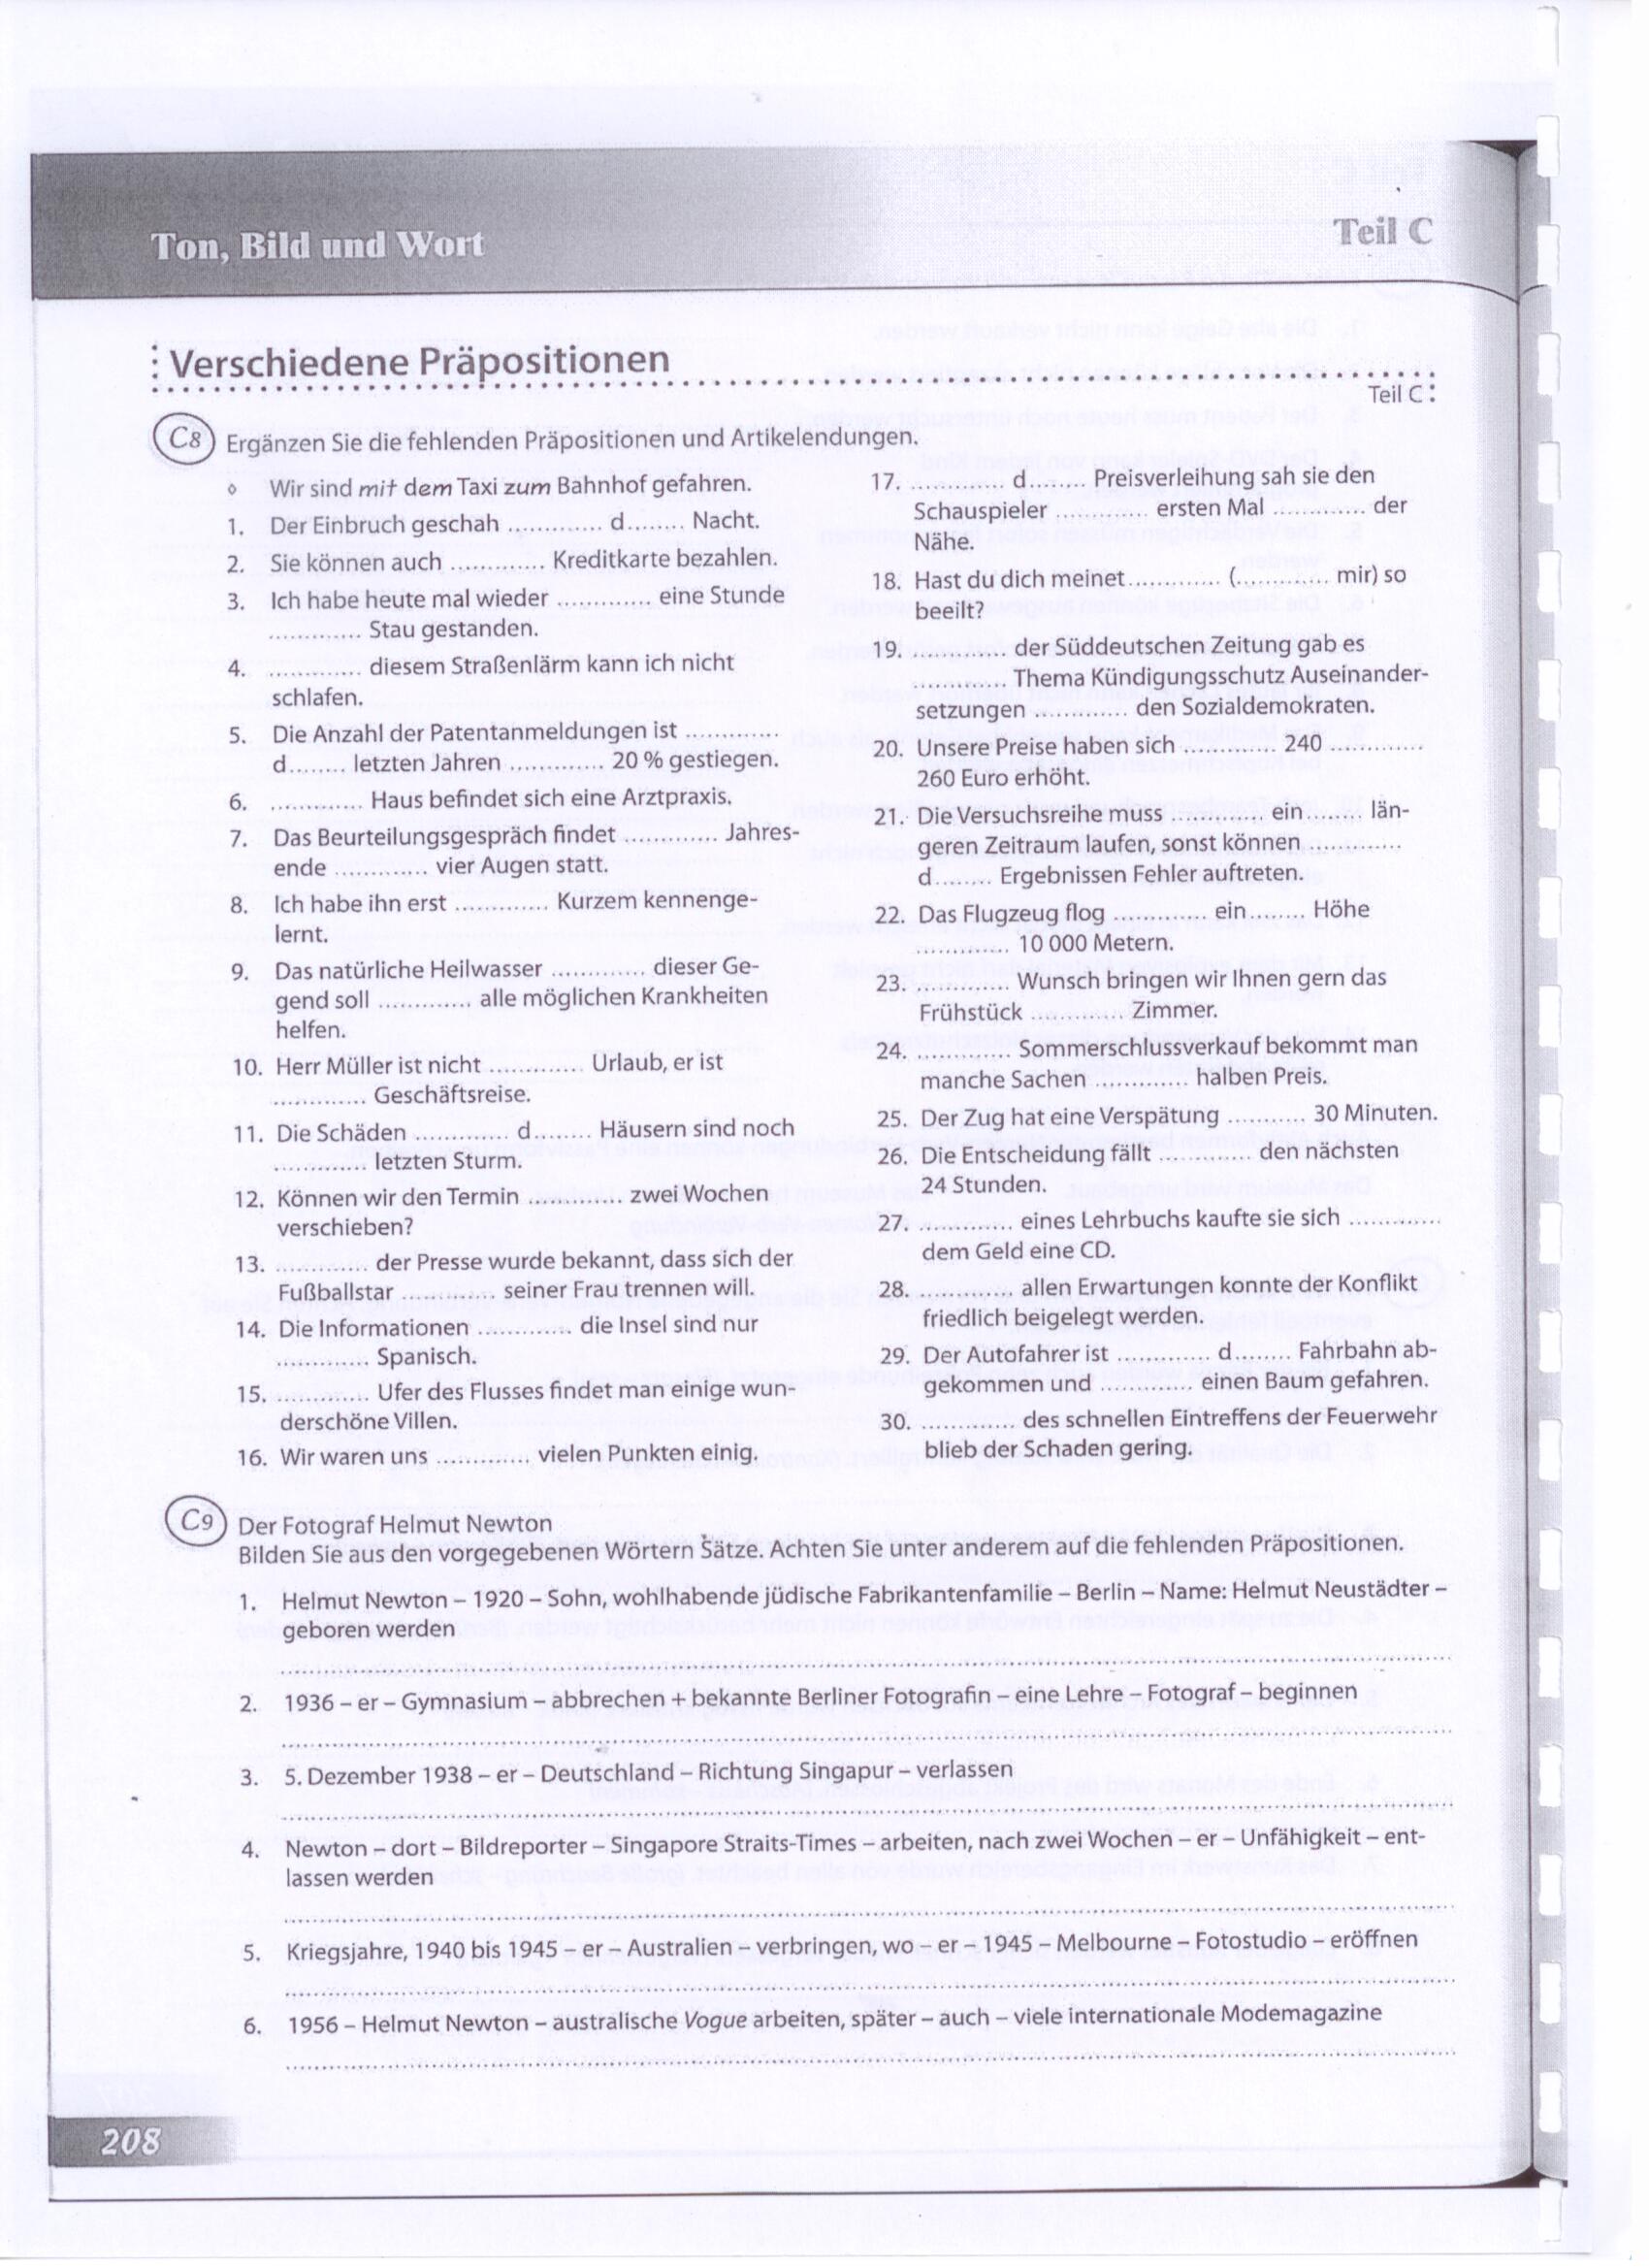 Ton, Bild und Wort
Teil C
Verschiedene Präpositionen
Teil C
C8 Ergänzen Sie die fehlenden Präpositionen und Artikelendungen.
◊ Wir sind mit dem Taxi zum Bahnhof gefahren.
1. Der Einbruch geschah ............ d........ Nacht.
2. Sie können auch ............ Kreditkarte bezahlen.
3. Ich habe heute mal wieder ............ eine Stunde
............ Stau gestanden.
4. ............ diesem Straßenlärm kann ich nicht
schlafen.
5. Die Anzahl der Patentanmeldungen ist ............
d........ letzten Jahren ............ 20 % gestiegen.
6. ............ Haus befindet sich eine Arztpraxis.
7. Das Beurteilungsgespräch findet ............ Jahres-
ende ............ vier Augen statt.
8. Ich habe ihn erst ............ Kurzem kennenge-
lernt.
9. Das natürliche Heilwasser ............ dieser Ge-
gend soll ............ alle möglichen Krankheiten
helfen.
10. Herr Müller ist nicht ............ Urlaub, er ist
............ Geschäftsreise.
11. Die Schäden ............ d........ Häusern sind noch
............ letzten Sturm.
12. Können wir den Termin ............ zwei Wochen
verschieben?
13. ............ der Presse wurde bekannt, dass sich der
Fußballstar ............ seiner Frau trennen will.
14. Die Informationen ............ die Insel sind nur
............ Spanisch.
15. ............ Ufer des Flusses findet man einige wun-
derschöne Villen.
16. Wir waren uns ............ vielen Punkten einig.
17. ............ d........ Preisverleihung sah sie den
Schauspieler ............ ersten Mal ............ der
Nähe.
18. Hast du dich meinet............ (............ mir) so
beeilt?
19. ............ der Süddeutschen Zeitung gab es
............ Thema Kündigungsschutz Auseinander-
setzungen ............ den Sozialdemokraten.
20. Unsere Preise haben sich ............ 240 ............
260 Euro erhöht.
21. Die Versuchsreihe muss ............ ein........ län-
geren Zeitraum laufen, sonst können ............
d........ Ergebnissen Fehler auftreten.
22. Das Flugzeug flog ............ ein........ Höhe
............ 10 000 Metern.
23. ............ Wunsch bringen wir Ihnen gern das
Frühstück ............ Zimmer.
24. ............ Sommerschlussverkauf bekommt man
manche Sachen ............ halben Preis.
25. Der Zug hat eine Verspätung .......... 30 Minuten.
26. Die Entscheidung fällt ............ den nächsten
24 Stunden.
27. ............ eines Lehrbuchs kaufte sie sich ............
dem Geld eine CD.
28. ............ allen Erwartungen konnte der Konflikt
friedlich beigelegt werden.
29. Der Autofahrer ist ............ d........ Fahrbahn ab-
gekommen und ............ einen Baum gefahren.
30. ............ des schnellen Eintreffens der Feuerwehr
blieb der Schaden gering.
C9 Der Fotograf Helmut Newton
Bilden Sie aus den vorgegebenen Wörtern Sätze. Achten Sie unter anderem auf die fehlenden Präpositionen.
1. Helmut Newton – 1920 – Sohn, wohlhabende jüdische Fabrikantenfamilie – Berlin – Name: Helmut Neustädter –
geboren werden
2. 1936 – er – Gymnasium – abbrechen + bekannte Berliner Fotografin – eine Lehre – Fotograf – beginnen
3. 5. Dezember 1938 – er – Deutschland – Richtung Singapur – verlassen
4. Newton – dort – Bildreporter – Singapore Straits-Times – arbeiten, nach zwei Wochen – er – Unfähigkeit – ent-
lassen werden
5. Kriegsjahre, 1940 bis 1945 – er – Australien – verbringen, wo – er – 1945 – Melbourne – Fotostudio – eröffnen
6. 1956 – Helmut Newton – australische Vogue arbeiten, später – auch – viele internationale Modemagazine
208